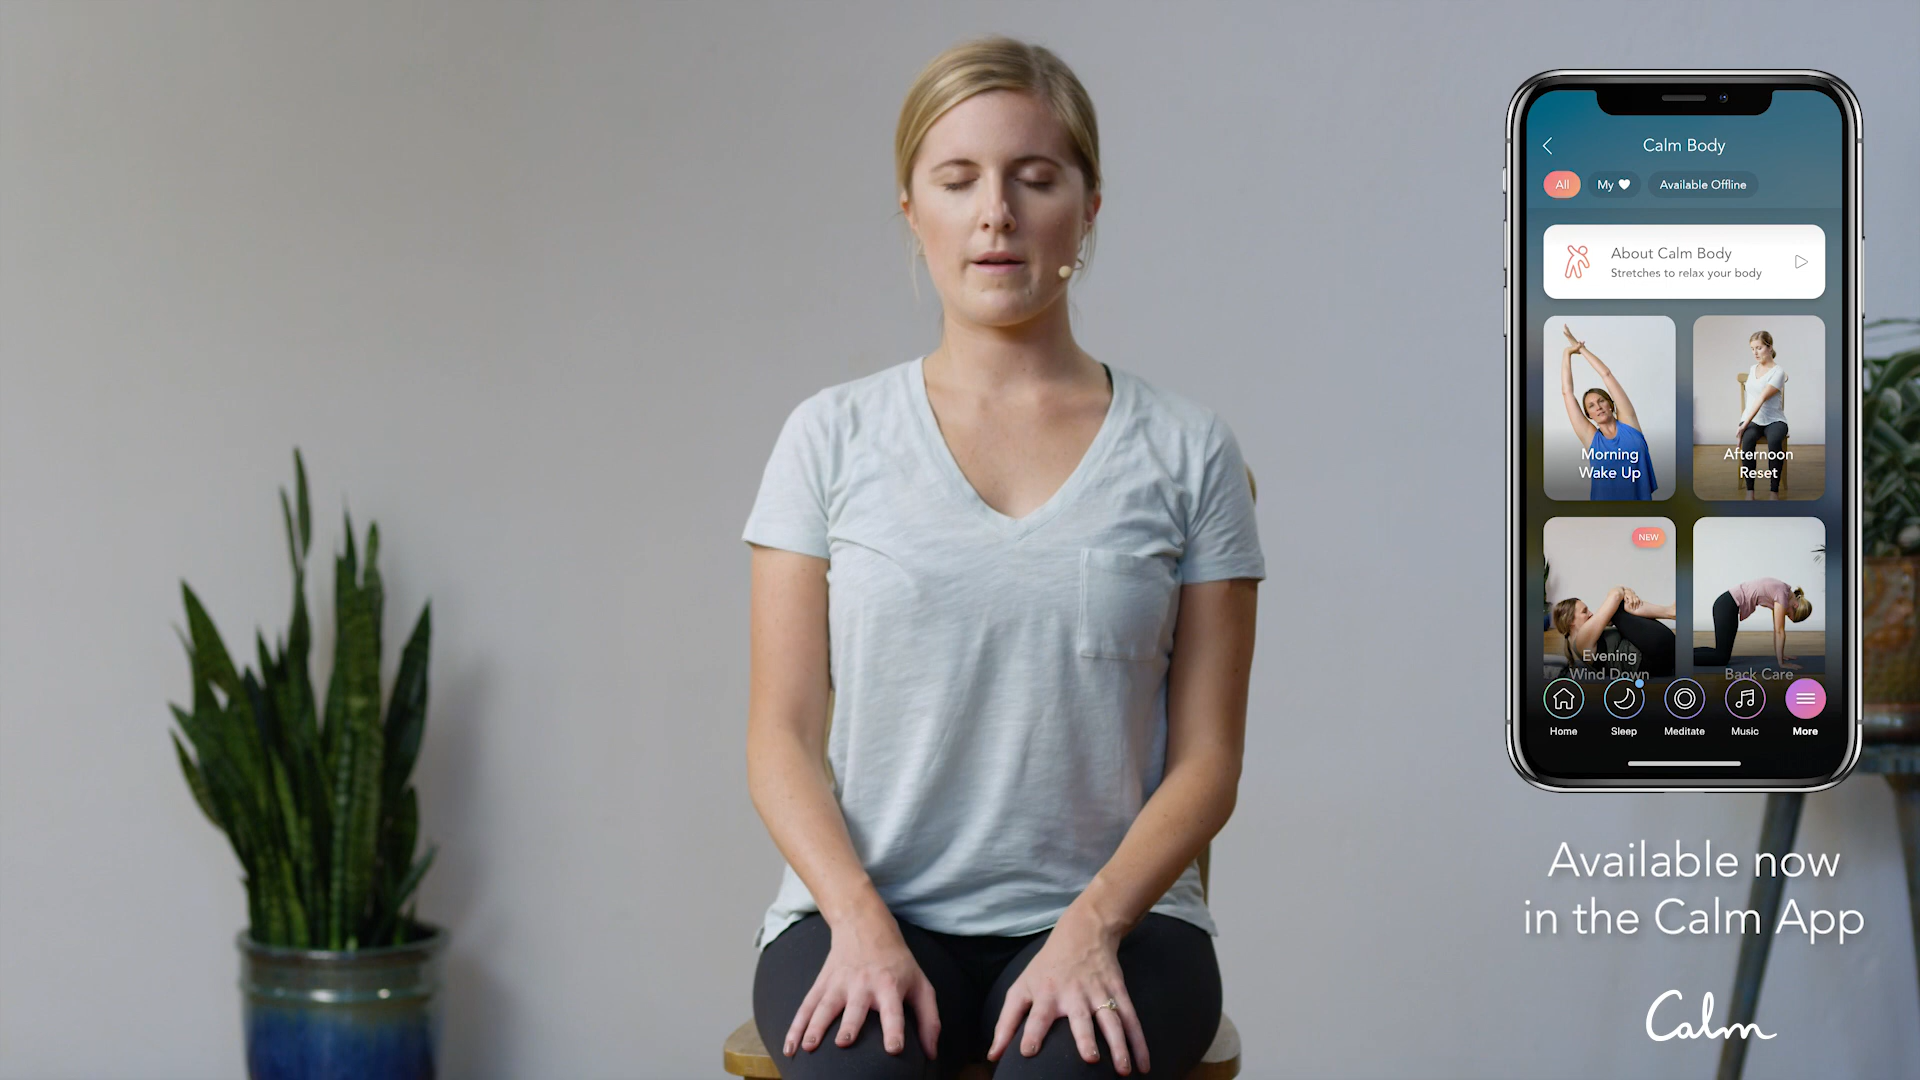 Calm Body
All
My
Available Offline
About Calm Body
Stretches to relax your body
Morning
Wake Up
Afternoon
Reset
NEW
Evening
Wind Down
Back Care
Home
Sleep
Meditate
Music
More
Available now
in the Calm App
Calm